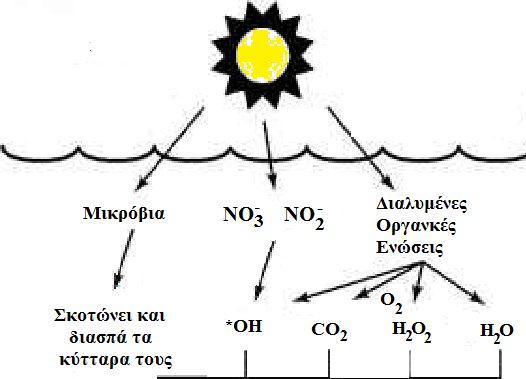 Μικρόβια
NO₃⁻ NO₂⁻
Διαλυμένες
Οργανκές
Ενώσεις
Σκοτώνει και
διασπά τα
κύτταρα τους
*OH
CO₂
O₂
H₂O₂
H₂O